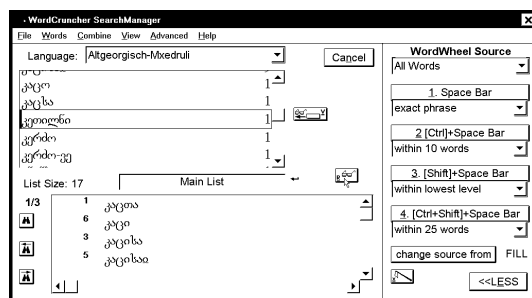 WordCruncher SearchManager
File Words Combine View Advanced Help
Language: Altgeorgisch-Mxedruli
Cancel
კაცო 1
კაცსა 1
კეთილნი 1
კერძო 1
კერძო-ვე 1
List Size: 17 Main List
1/3
1 კაცთა
6 კაცი
3 კაცისა
5 კაცისაჲ
WordWheel Source
All Words
1. Space Bar
exact phrase
2 [Ctrl]+Space Bar
within 10 words
3. [Shift]+Space Bar
within lowest level
4. [Ctrl+Shift]+Space Bar
within 25 words
change source from FILL
<<LESS